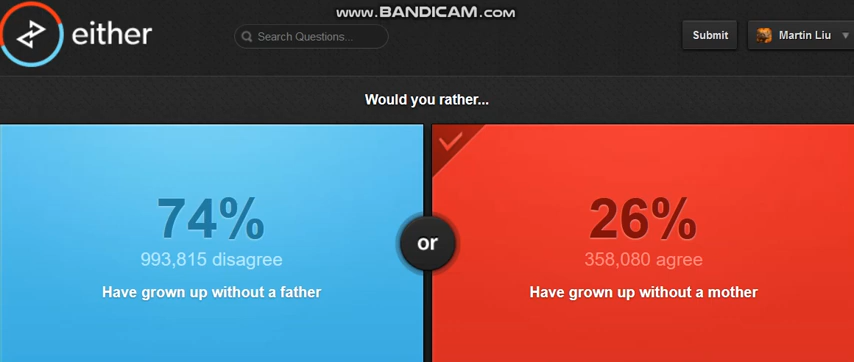 www.BANDICAM.com
either
Search Questions...
Submit
Martin Liu
Would you rather...
74%
993,815 disagree
Have grown up without a father
or
26%
358,080 agree
Have grown up without a mother